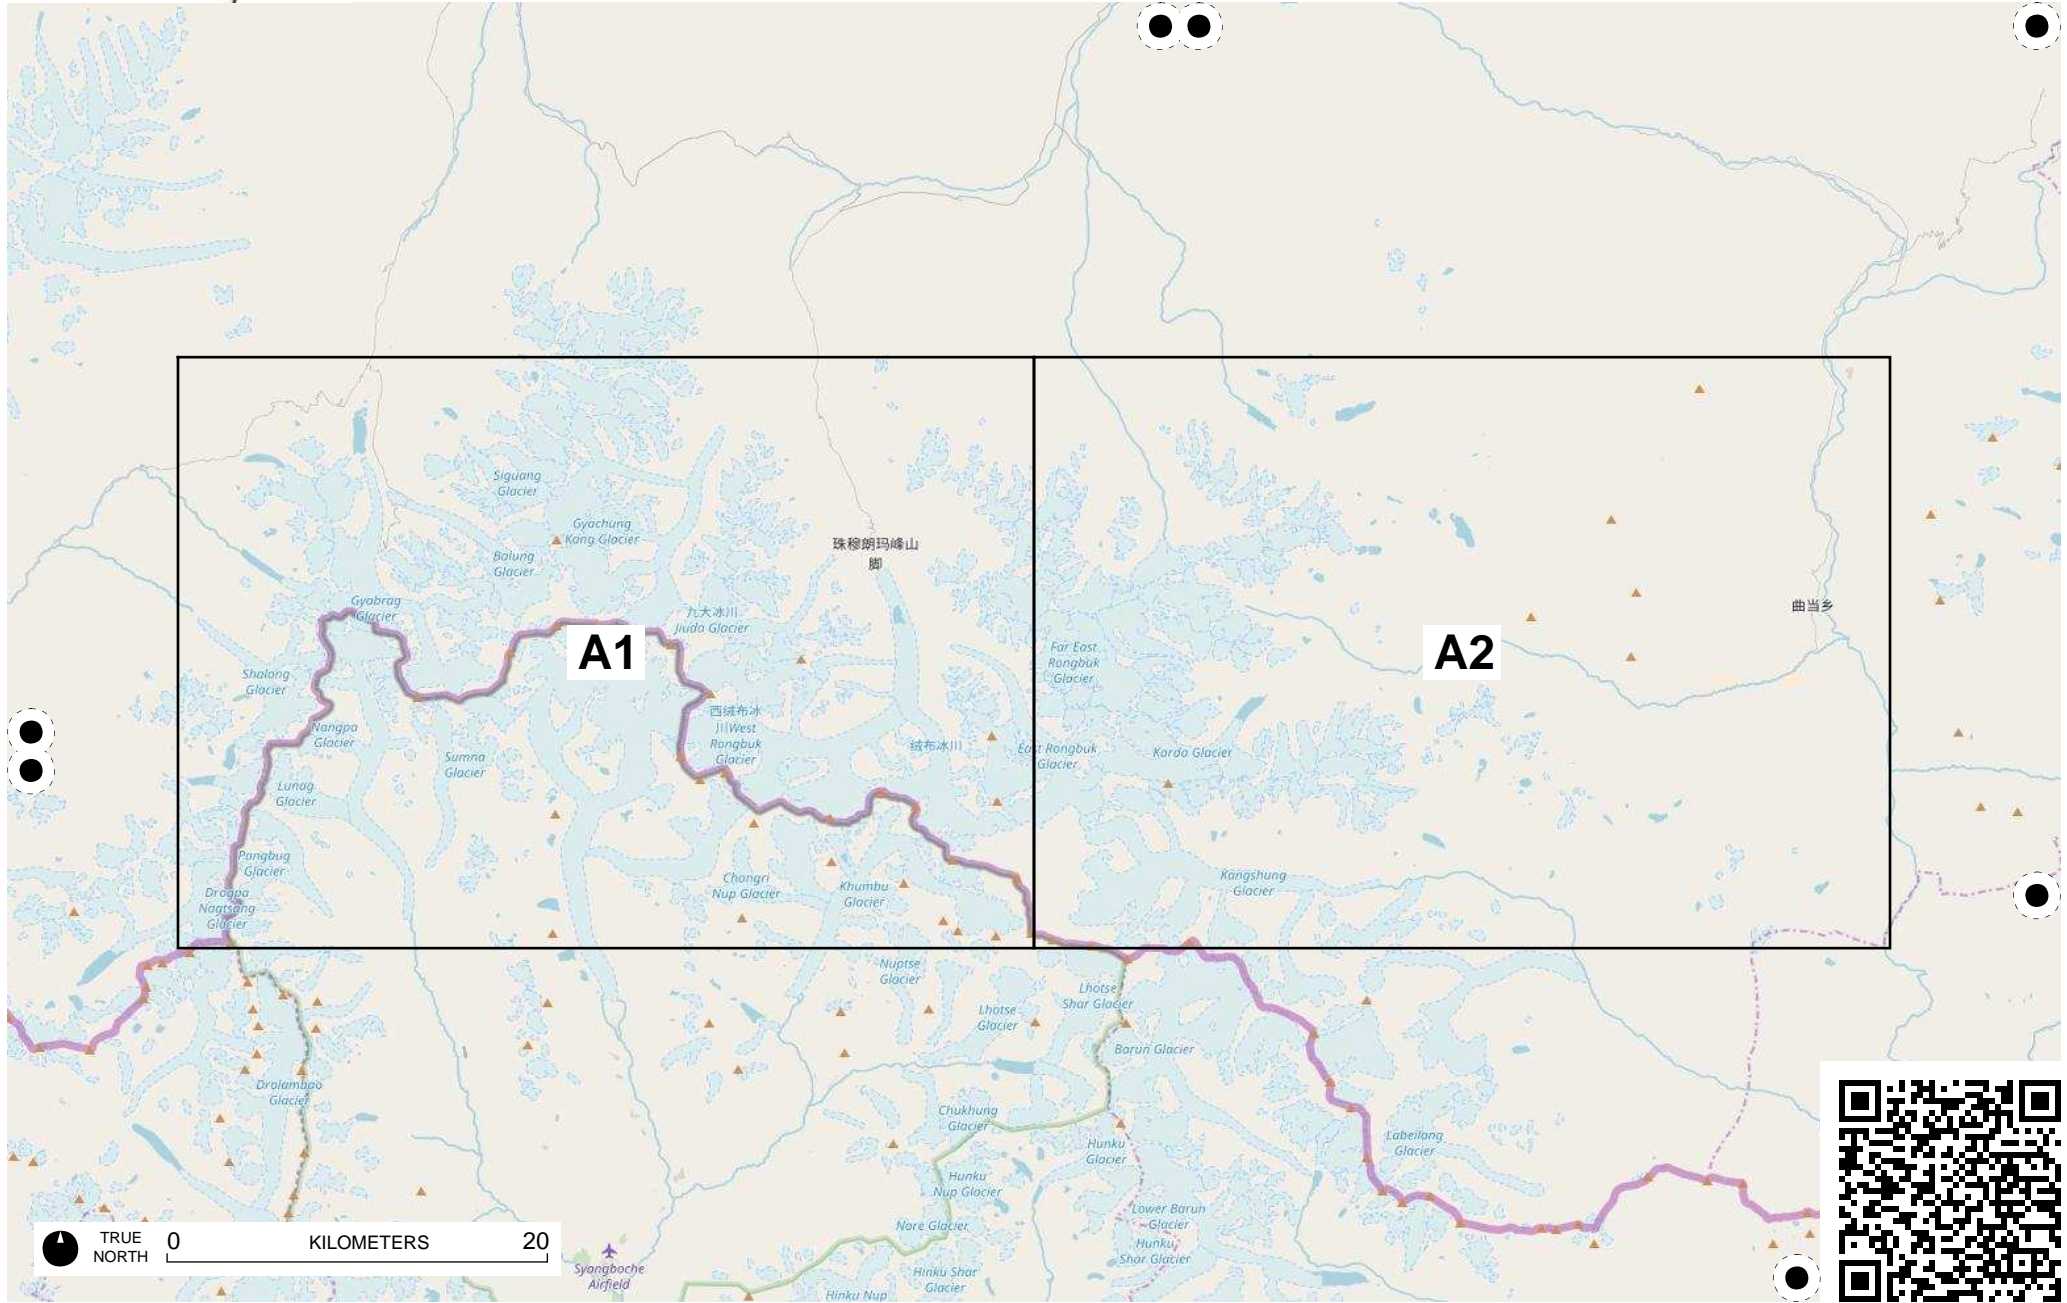 Siguang
Glacier
Gyachung
Kang Glacier
Balung
Glacier
珠穆朗玛峰山
脚
Gyabrag
Glacier
九大冰川
Jiuda Glacier
A1
A2
曲当乡
Far East
Rongbuk
Glacier
Shalong
Glacier
Nangpa
Glacier
西绒布冰
川West
Rongbuk
Glacier
绒布冰川
East Rongbuk
Glacier
Karda Glacier
Sumna
Glacier
Lunag
Glacier
Pangbug
Glacier
Drogpa
Nagtsang
Glacier
Changri
Nup Glacier
Khumbu
Glacier
Kangshung
Glacier
Nuptse
Glacier
Lhotse
Glacier
Lhotse
Shar Glacier
Barun Glacier
Drolambao
Glacier
Chukhung
Glacier
Hunku
Glacier
Labeilang
Glacier
Hunku
Nup Glacier
Lower Barun
Glacier
Nare Glacier
Hunku
Shar Glacier
TRUE
NORTH
0 KILOMETERS 20
Syangboche
Airfield
Hinku Shar
Glacier
Hinku Nup